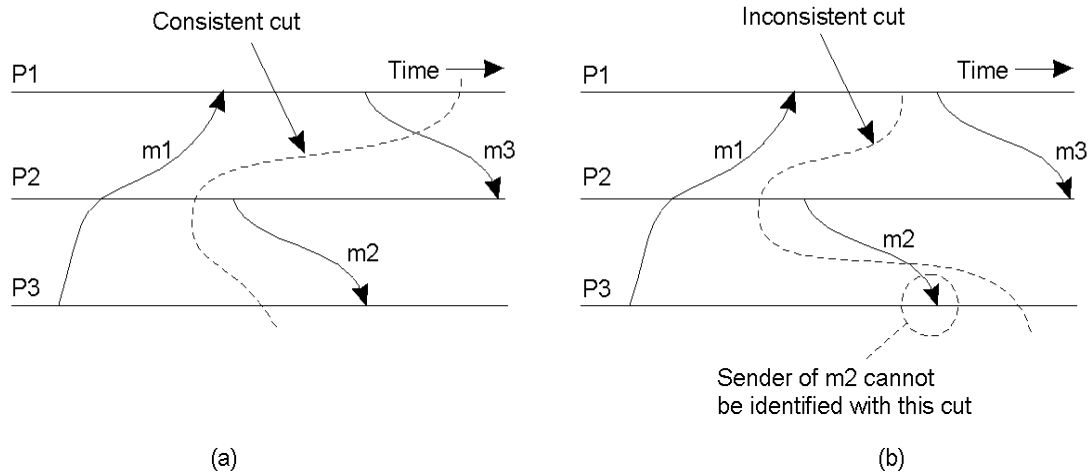 Consistent cut
P1
Time
m1
m3
P2
m2
P3
(a)
Inconsistent cut
P1
Time
m1
m3
P2
m2
P3
Sender of m2 cannot
be identified with this cut
(b)